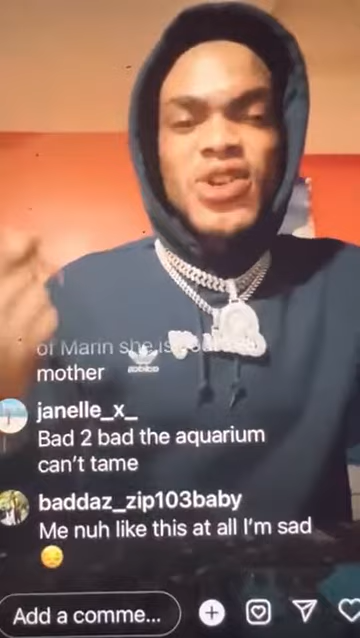 of Marin she is
mother
janelle_x_
Bad 2 bad the aquarium
can't tame
baddaz_zip103baby
Me nuh like this at all I'm sad
😔
Add a comme...